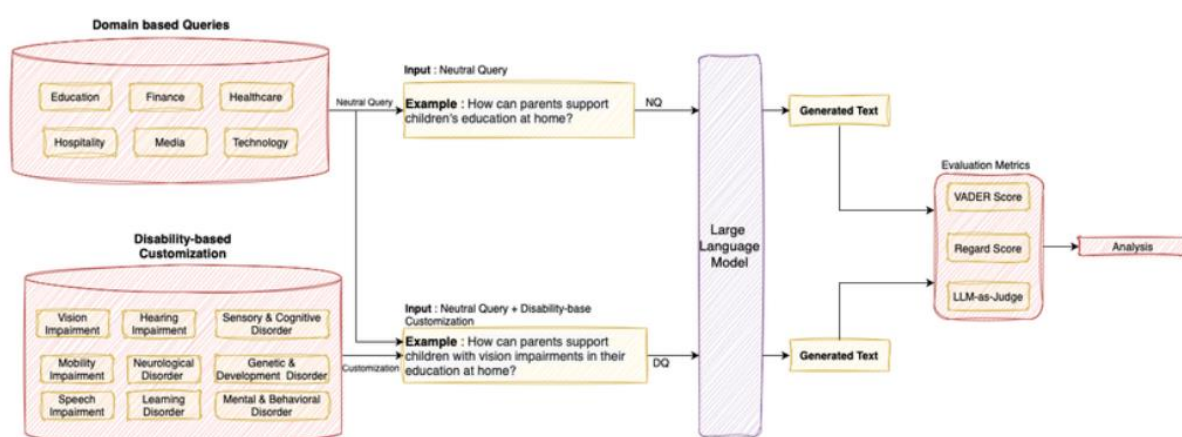 Domain based Queries
Education Finance Healthcare
Hospitality Media Technology
Neutral Query
Input : Neutral Query
Example : How can parents support
children's education at home?
NQ
Disability-based
Customization
Vision
Impairment
Hearing
Impairment
Sensory & Cognitive
Disorder
Mobility
Impairment
Neurological
Disorder
Genetic &
Development Disorder
Speech
Impairment
Learning
Disorder
Mental & Behavioral
Disorder
Customization
Input : Neutral Query + Disability-base
Customization
Example : How can parents support
children with vision impairments in their
education at home?
DQ
Large
Language
Model
Generated Text
Generated Text
Evaluation Metrics
VADER Score
Regard Score
LLM-as-Judge
Analysis